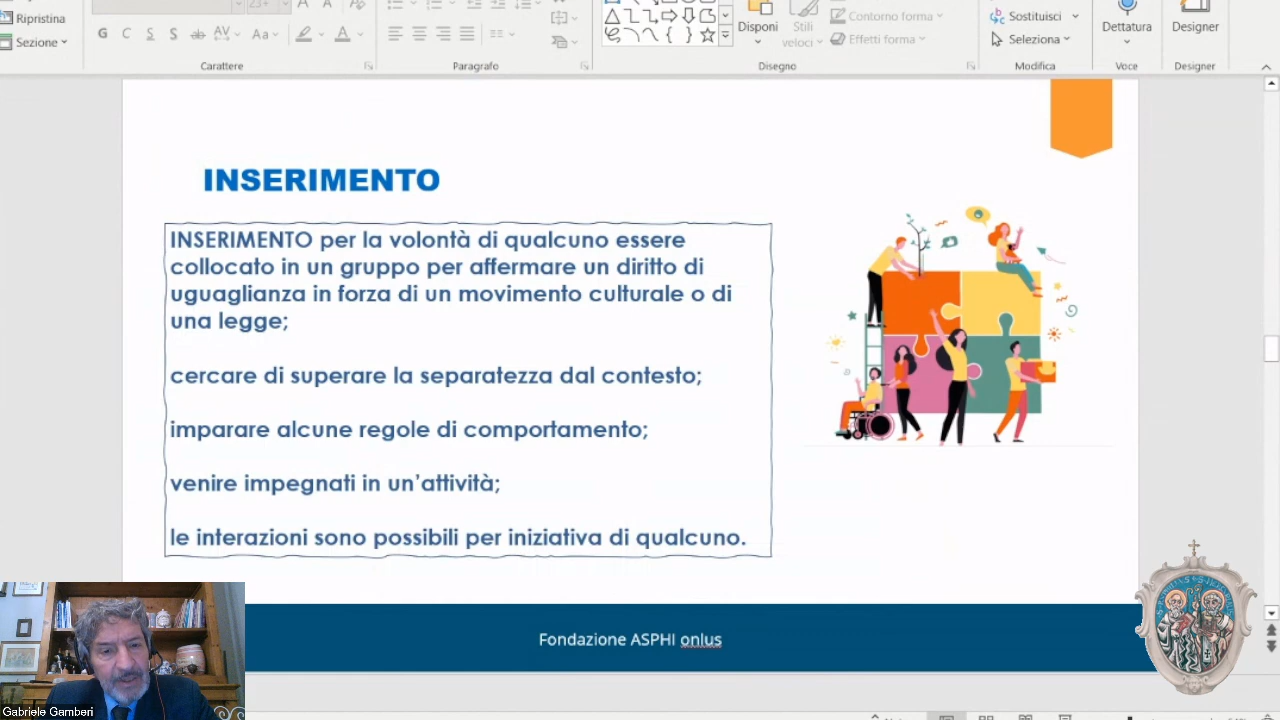 Ripristina
Sezione
G C S S ab AV Aa A
Carattere
Paragrafo
Disegno
Disponi
Stili
veloci
Contorno forma
Effetti forma
Sostituisci
Seleziona
Modifica
Dettatura
Voce
Designer
Designer
INSERIMENTO
INSERIMENTO per la volontà di qualcuno essere
collocato in un gruppo per affermare un diritto di
uguaglianza in forza di un movimento culturale o di
una legge;
cercare di superare la separatezza dal contesto;
imparare alcune regole di comportamento;
venire impegnati in un’attività;
le interazioni sono possibili per iniziativa di qualcuno.
Fondazione ASPHI onlus
Gabriele Gamberi